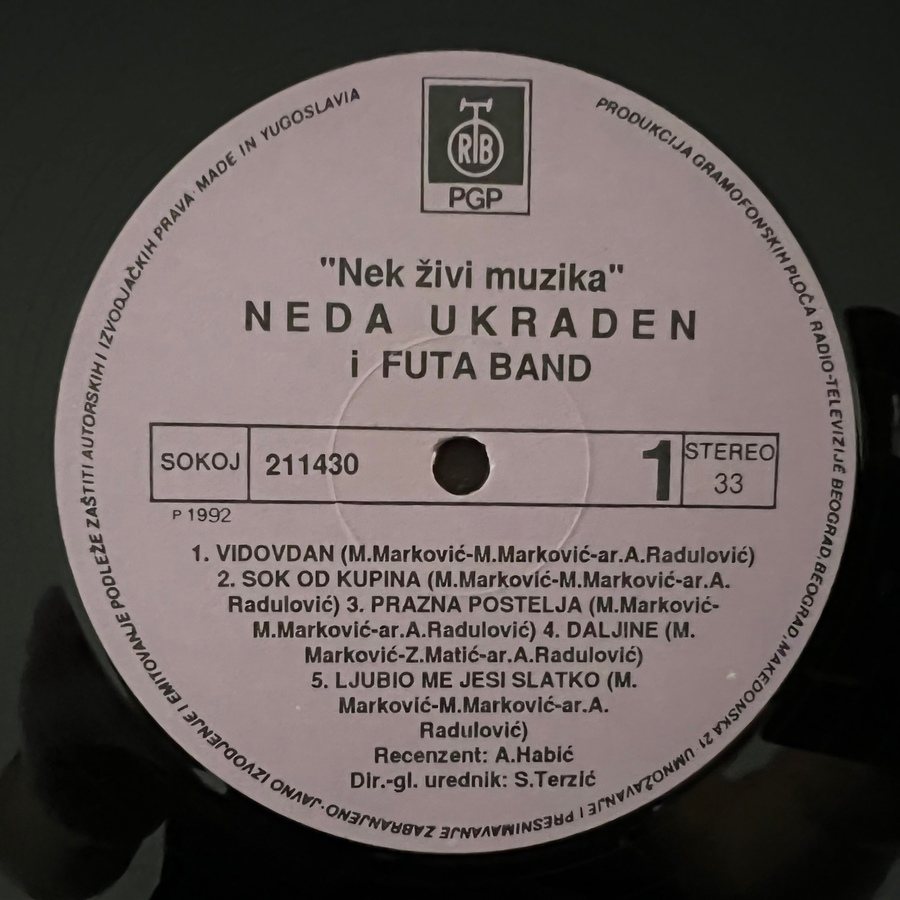 RTB
PGP
"Nek živi muzika"
NEDA UKRADEN
i FUTA BAND
SOKOJ 211430 1 STEREO 33
P 1992
1. VIDOVDAN (M.Marković-M.Marković-ar.A.Radulović)
2. SOK OD KUPINA (M.Marković-M.Marković-ar.A.
Radulović) 3. PRAZNA POSTELJA (M.Marković-
M.Marković-ar.A.Radulović) 4. DALJINE (M.
Marković-Z.Matić-ar.A.Radulović)
5. LJUBIO ME JESI SLATKO (M.
Marković-M.Marković-ar.A.
Radulović)
Recenzent: A.Habić
Dir.-gl. urednik: S.Terzić
PRODUKCIJA GRAMOFONSKIH PLOČA RADIO-TELEVIZIJE BEOGRAD, BEOGRAD, MAKEDONSKA 21 UMNOŽAVANJE I PRESNIMAVANJE ZABRANJENO·JAVNO IZVODJENJE I EMITOVANJE PODLEŽE ZAŠTITI AUTORSKIH I IZVODJAČKIH PRAVA·MADE IN YUGOSLAVIA